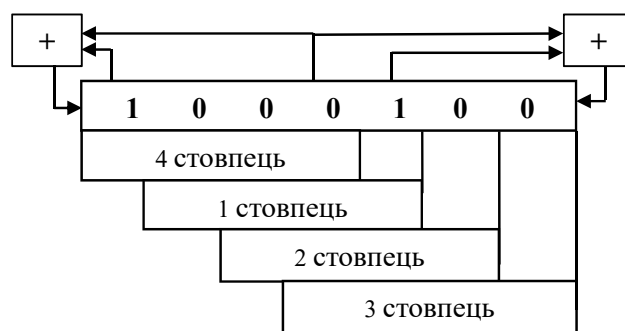 + +
1 0 0 0 1 0 0
4 стовпець
1 стовпець
2 стовпець
3 стовпець